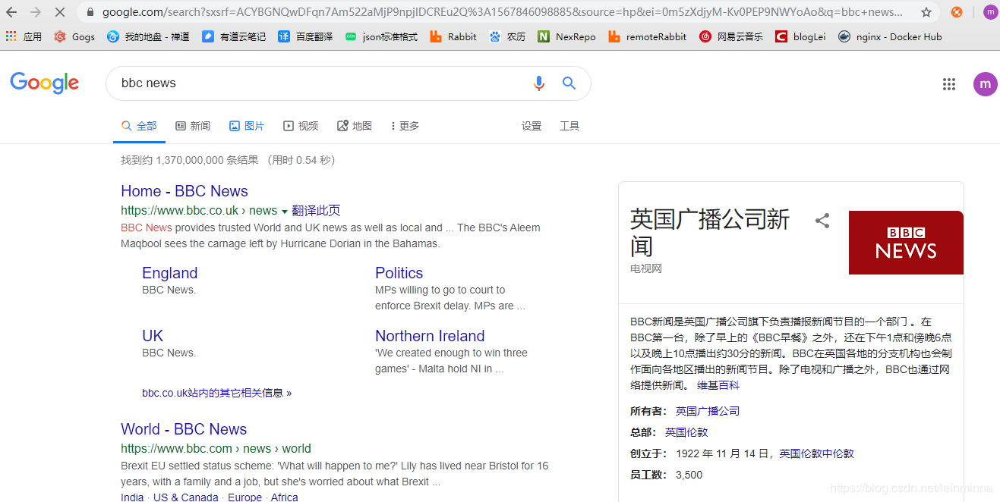 google.com/search?sxsrf=ACYBGNQwDFqn7Am522aMjP9npjIDCREu2Q%3A1567846098885&source=hp&ei=0m5zXdjyM-Kv0PEP9NWYoAo&q=bbc+news...
m
应用 Gogs 我的地盘 - 禅道 有道云笔记 译 百度翻译 json标准格式 Rabbit 农历 N NexRepo remoteRabbit 网易云音乐 C blogLei nginx - Docker Hub
Google bbc news m
全部 新闻 图片 视频 地图 更多 设置 工具
找到约 1,370,000,000 条结果 （用时 0.54 秒）
Home - BBC News
https://www.bbc.co.uk › news 翻译此页
BBC News provides trusted World and UK news as well as local and ... The BBC's Aleem
Maqbool sees the carnage left by Hurricane Dorian in the Bahamas.
England
BBC News.
Politics
MPs willing to go to court to
enforce Brexit delay. MPs are ...
UK
BBC News.
Northern Ireland
'We created enough to win three
games' - Malta hold NI in ...
bbc.co.uk站内的其它相关信息 »
World - BBC News
https://www.bbc.com › news › world
Brexit EU settled status scheme: 'What will happen to me?' Lily has lived near Bristol for 16
years, with a family and a job, but she's worried about what Brexit ...
India · US & Canada · Europe · Africa
英国广播公司新
闻
电视网
BBC
NEWS
BBC新闻是英国广播公司旗下负责播报新闻节目的一个部门 。在
BBC第一台，除了早上的《BBC早餐》之外，还在下午1点和傍晚6点
以及晚上10点播出约30分的新闻。BBC在英国各地的分支机构也会制
作面向各地区播出的新闻节目。除了电视和广播之外，BBC也通过网
络提供新闻。 维基百科
所有者： 英国广播公司
总部： 英国伦敦
创立于： 1922 年 11 月 14 日，英国伦敦中伦敦
员工数： 3,500
https://blog.csdn.net/leinminna